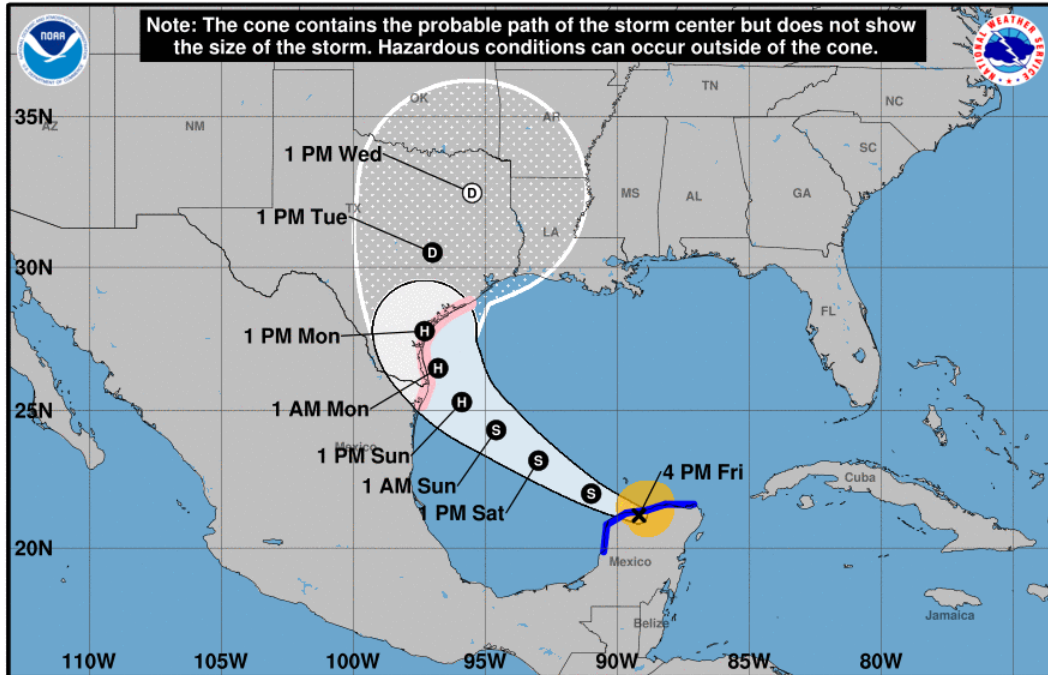 Note: The cone contains the probable path of the storm center but does not show
the size of the storm. Hazardous conditions can occur outside of the cone.
NOAA
NATIONAL WEATHER SERVICE
OK
TN
NC
35N
AZ
NM
AR
SC
1 PM Wed
D
MS
AL
GA
TX
1 PM Tue
LA
D
30N
FL
1 PM Mon
H
H
1 AM Mon
25N
H
S
Mexico
1 PM Sun
S
4 PM Fri
1 AM Sun
Cuba
S
1 PM Sat
20N
Mexico
Belize
Jamaica
110W
105W
100W
95W
90W
85W
80W